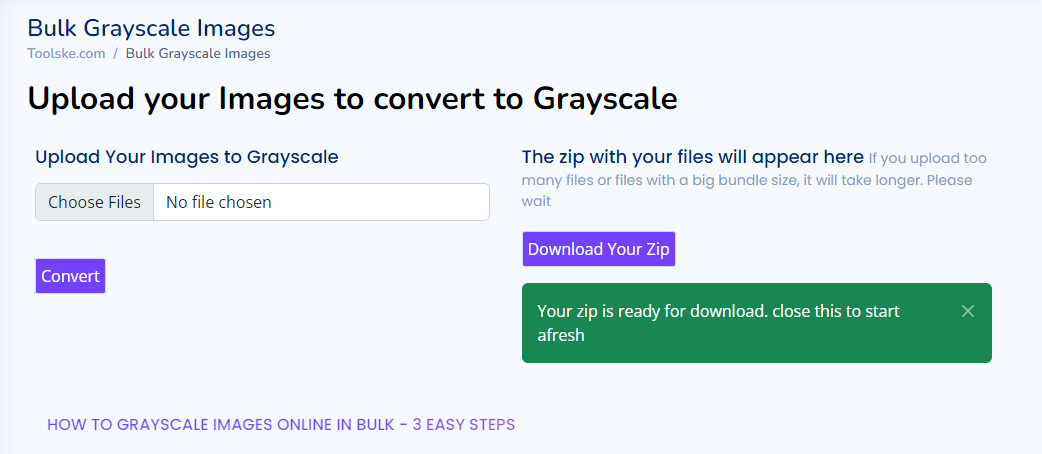 Bulk Grayscale Images
Toolske.com / Bulk Grayscale Images
Upload your Images to convert to Grayscale
Upload Your Images to Grayscale
Choose Files No file chosen
Convert
The zip with your files will appear here If you upload too
many files or files with a big bundle size, it will take longer. Please
wait
Download Your Zip
Your zip is ready for download. close this to start
afresh
HOW TO GRAYSCALE IMAGES ONLINE IN BULK - 3 EASY STEPS